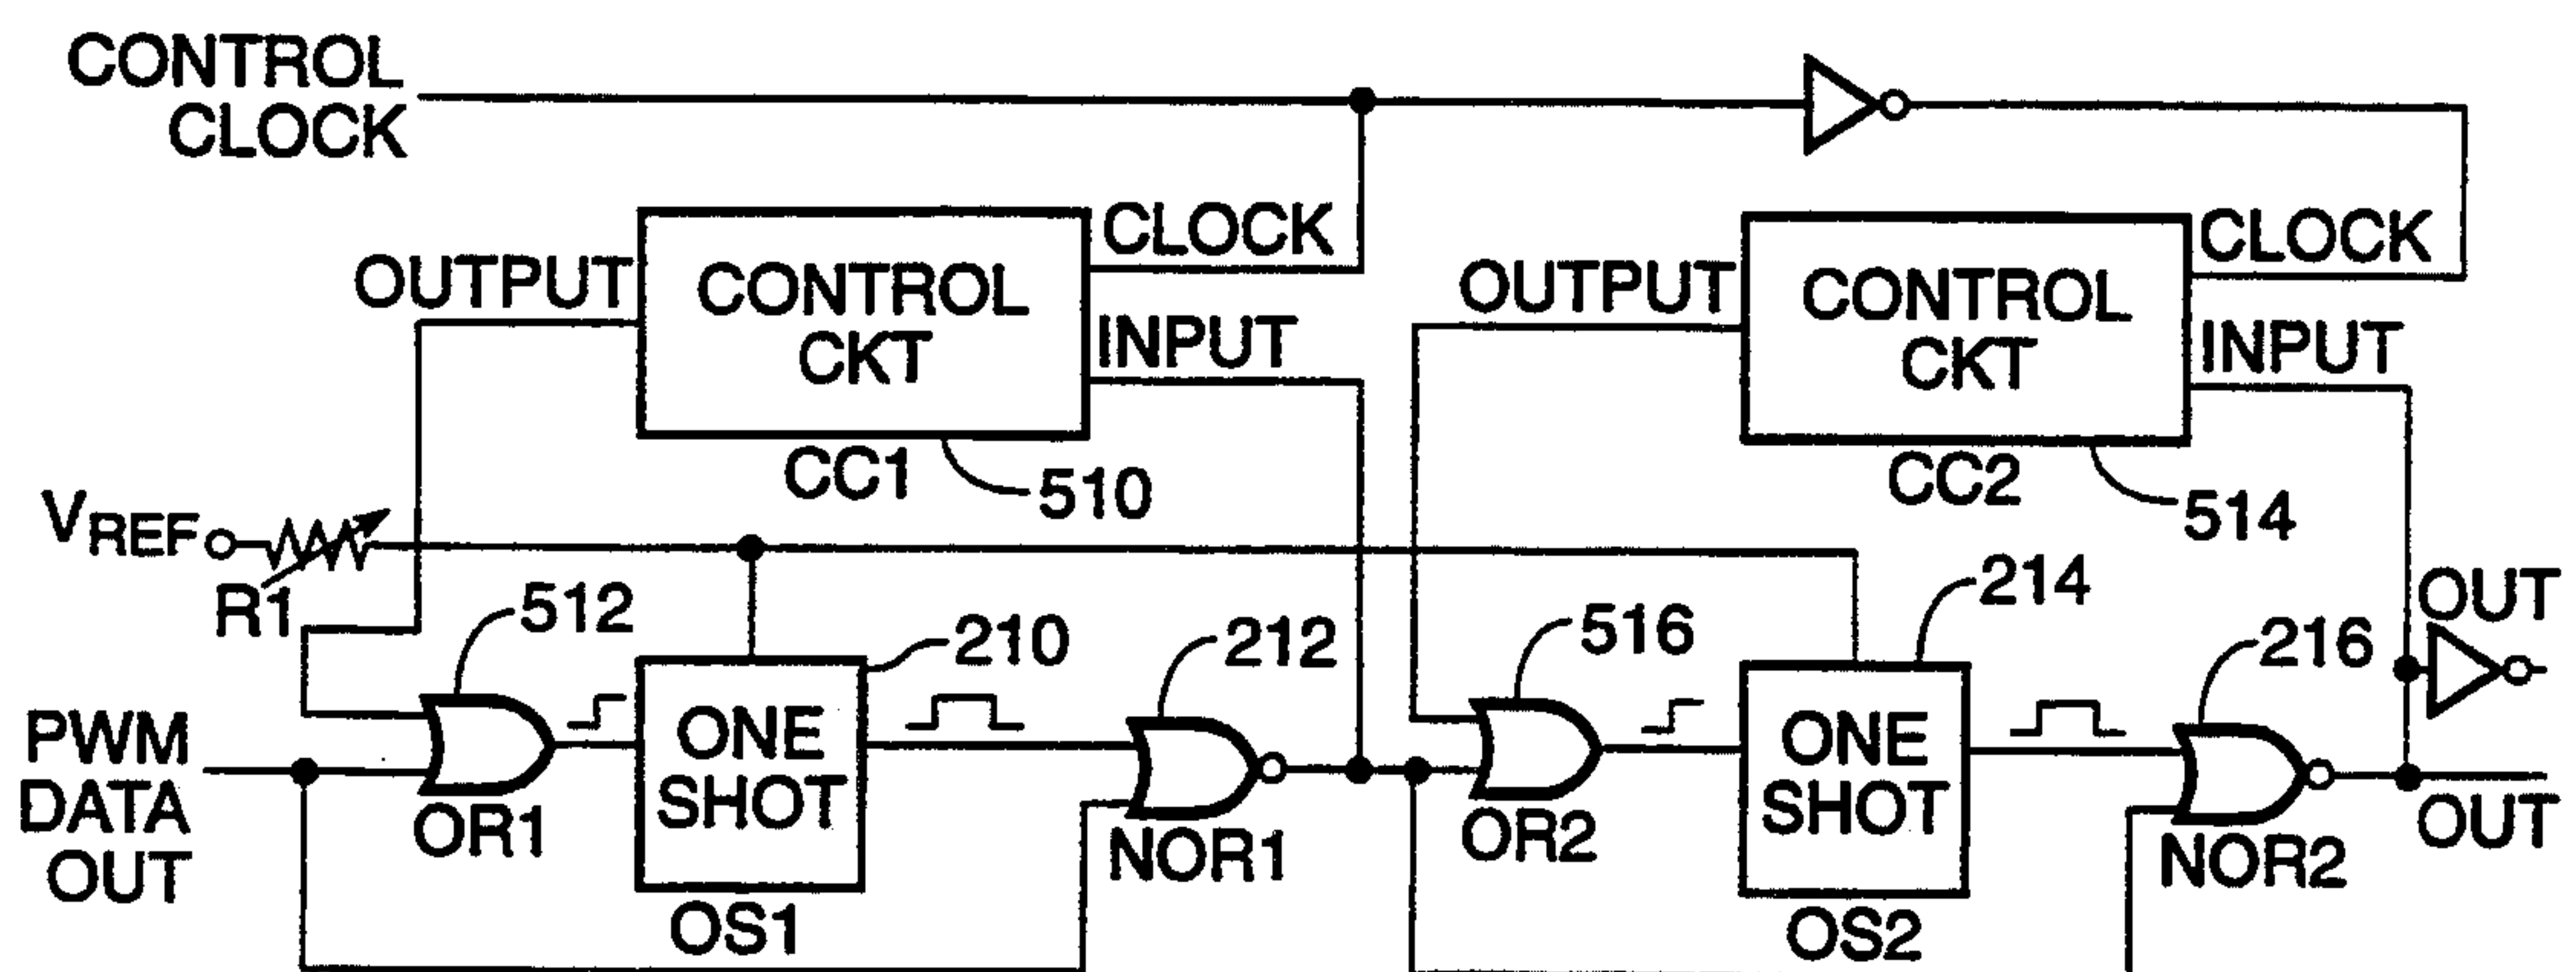 CONTROL
CLOCK
CLOCK
CLOCK
OUTPUT
CONTROL
CKT
INPUT
OUTPUT
CONTROL
CKT
INPUT
CC1
510
CC2
514
VREF
R1
512
210
212
516
214
216
OUT
PWM
DATA
OUT
OR1
ONE
SHOT
OS1
NOR1
OR2
ONE
SHOT
OS2
NOR2
OUT